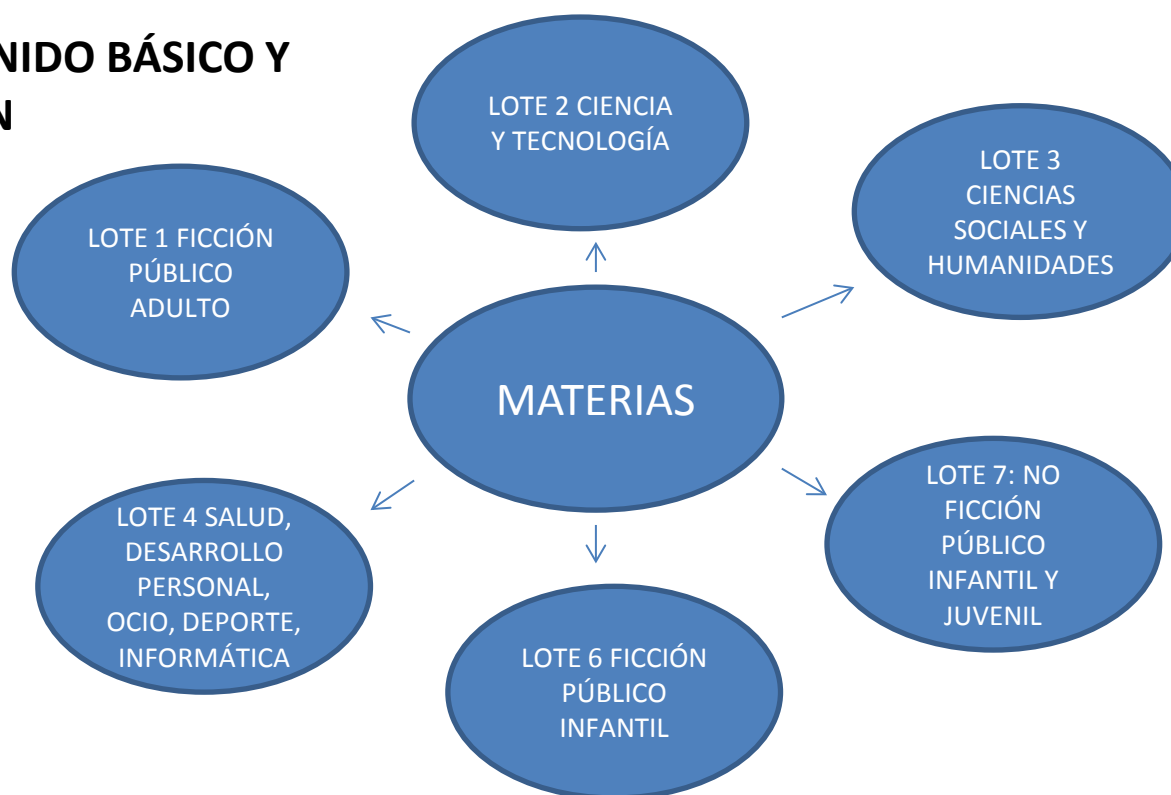 NIDO BÁSICO Y
N
LOTE 2 CIENCIA
Y TECNOLOGÍA
LOTE 3
CIENCIAS
SOCIALES Y
HUMANIDADES
LOTE 1 FICCIÓN
PÚBLICO
ADULTO
MATERIAS
LOTE 4 SALUD,
DESARROLLO
PERSONAL,
OCIO, DEPORTE,
INFORMÁTICA
LOTE 7: NO
FICCIÓN
PÚBLICO
INFANTIL Y
JUVENIL
LOTE 6 FICCIÓN
PÚBLICO
INFANTIL